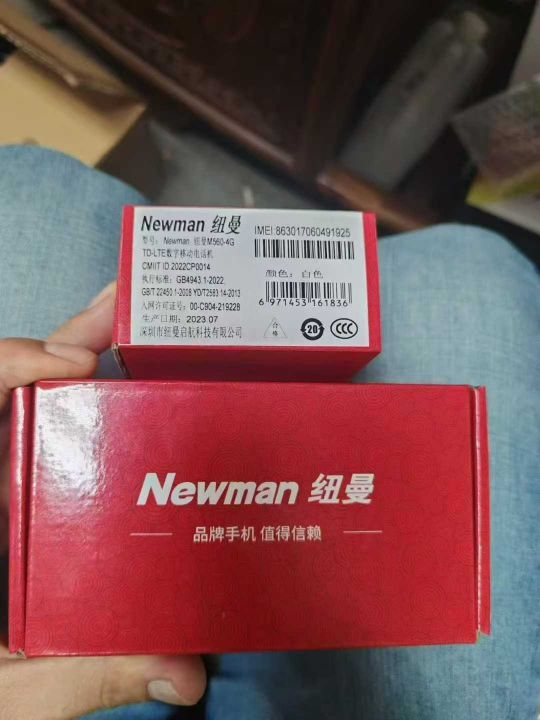 Newman 纽曼
型号: Newman 纽曼M560-4G
TD-LTE数字移动电话机
CMIIT ID:2022CP0014
执行标准: GB4943.1-2022
GB/T 22450.1-2008 YD/T2583.14-2013
入网许可证号: 00-C904-219228
生产日期: 2023.07
深圳市纽曼启航科技有限公司
IMEI:863017060491925
颜色: 白色
6 971453 161836
合格
20
CCC
Newman 纽曼
品牌手机 值得信赖